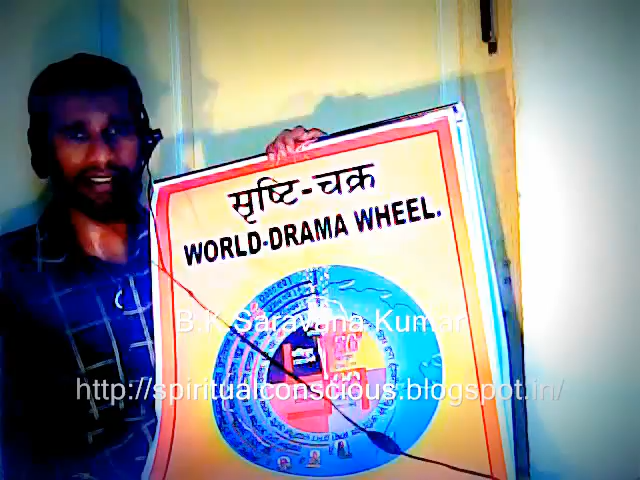 सृष्टि-चक्र
WORLD-DRAMA WHEEL.
B.K Saravana Kumar
http://spiritualconscious.blogspot.in/